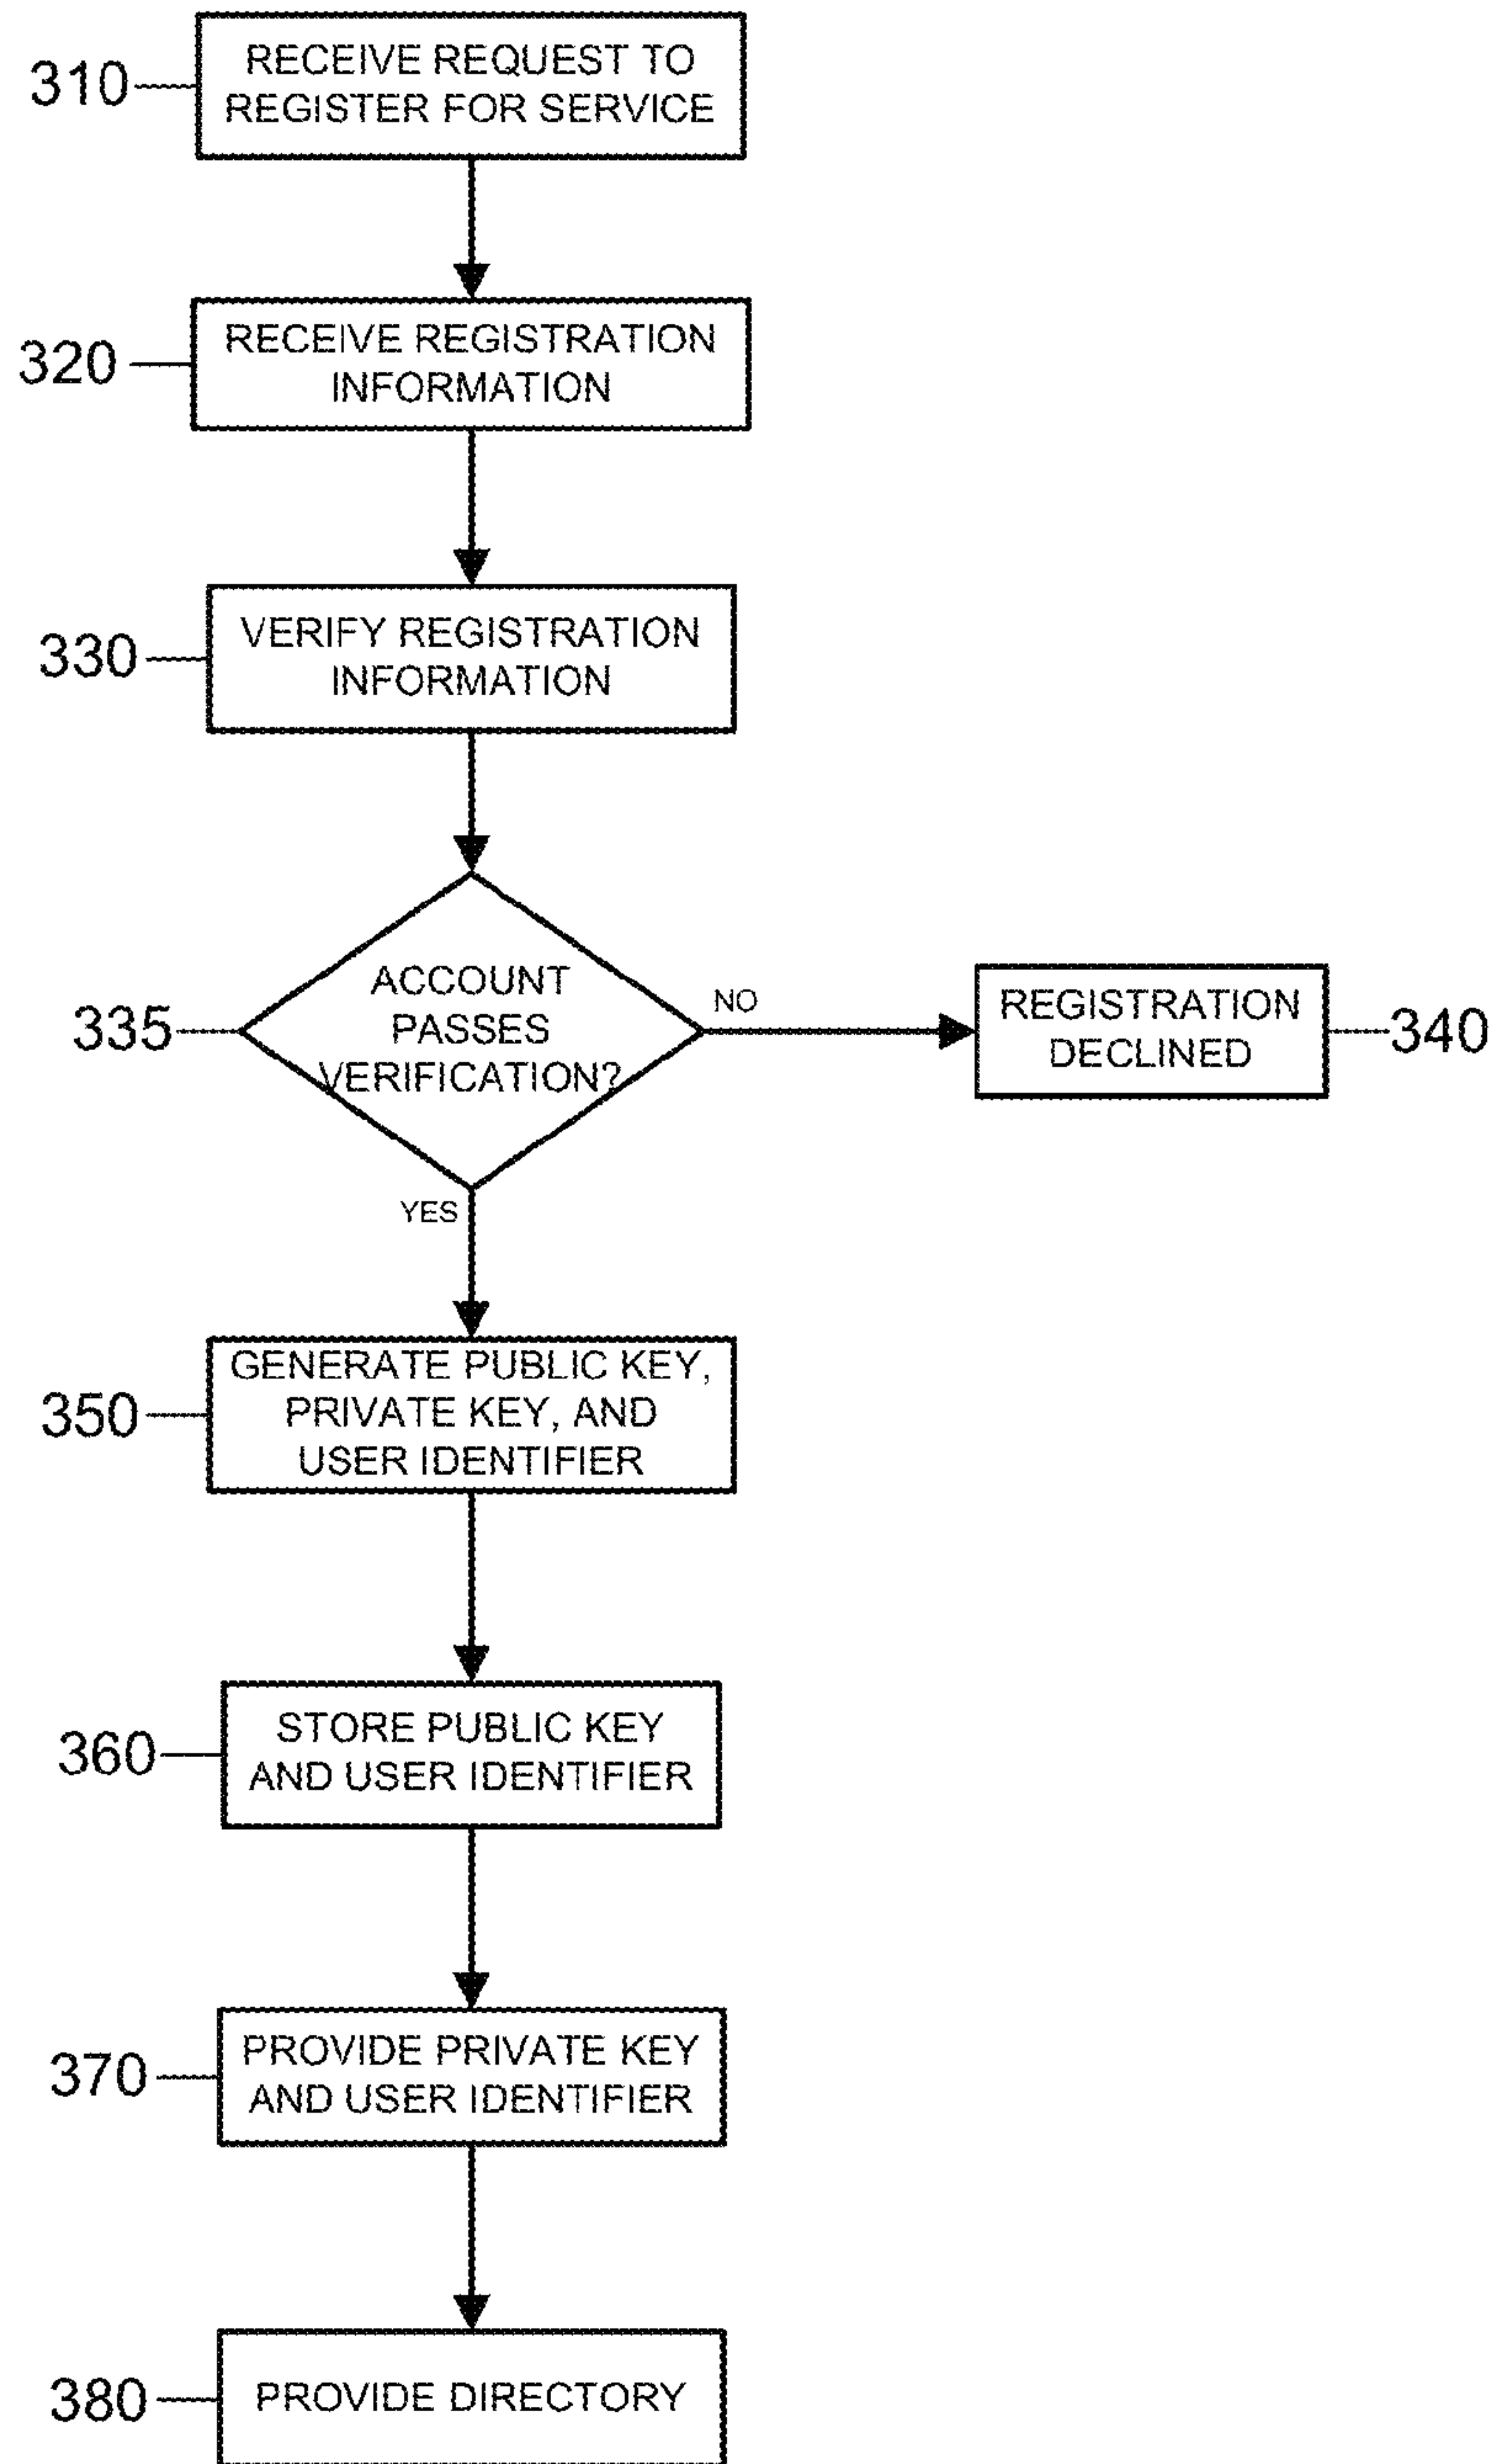 310
RECEIVE REQUEST TO
REGISTER FOR SERVICE
320
RECEIVE REGISTRATION
INFORMATION
330
VERIFY REGISTRATION
INFORMATION
335
ACCOUNT
PASSES
VERIFICATION?
NO
REGISTRATION
DECLINED
340
YES
350
GENERATE PUBLIC KEY,
PRIVATE KEY, AND
USER IDENTIFIER
360
STORE PUBLIC KEY
AND USER IDENTIFIER
370
PROVIDE PRIVATE KEY
AND USER IDENTIFIER
380
PROVIDE DIRECTORY